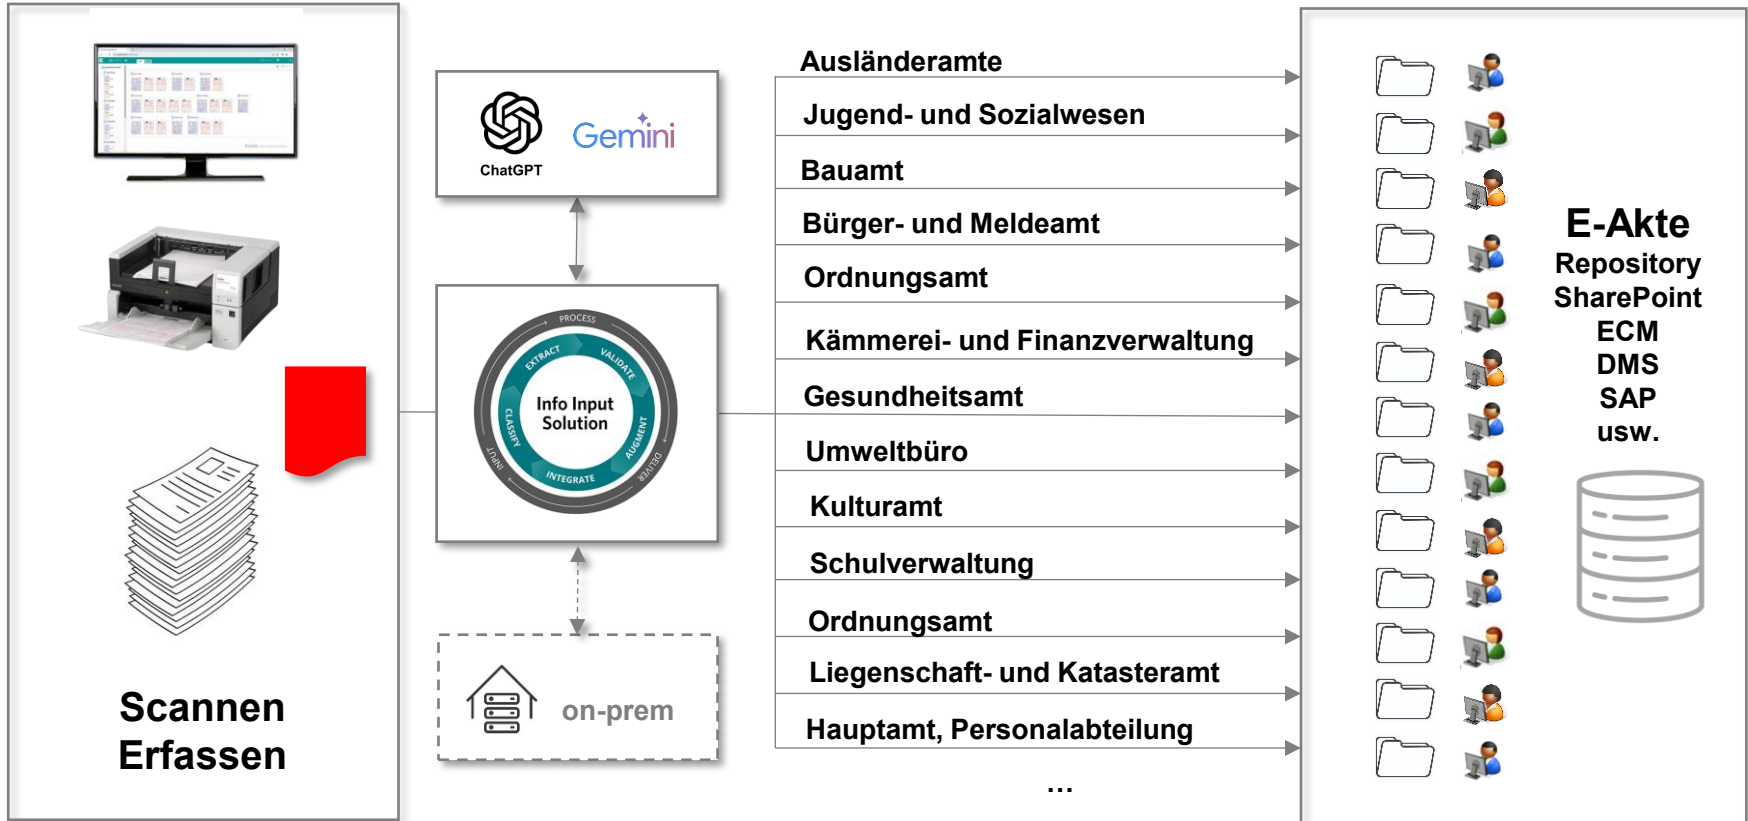 Scannen
Erfassen
ChatGPT
Gemini
PROCESS
DELIVER
INPUT
EXTRACT
VALIDATE
AUGMENT
INTEGRATE
CLASSIFY
Info Input
Solution
on-prem
Ausländeramte
Jugend- und Sozialwesen
Bauamt
Bürger- und Meldeamt
Ordnungsamt
Kämmerei- und Finanzverwaltung
Gesundheitsamt
Umweltbüro
Kulturamt
Schulverwaltung
Ordnungsamt
Liegenschaft- und Katasteramt
Hauptamt, Personalabteilung
...
E-Akte
Repository
SharePoint
ECM
DMS
SAP
usw.